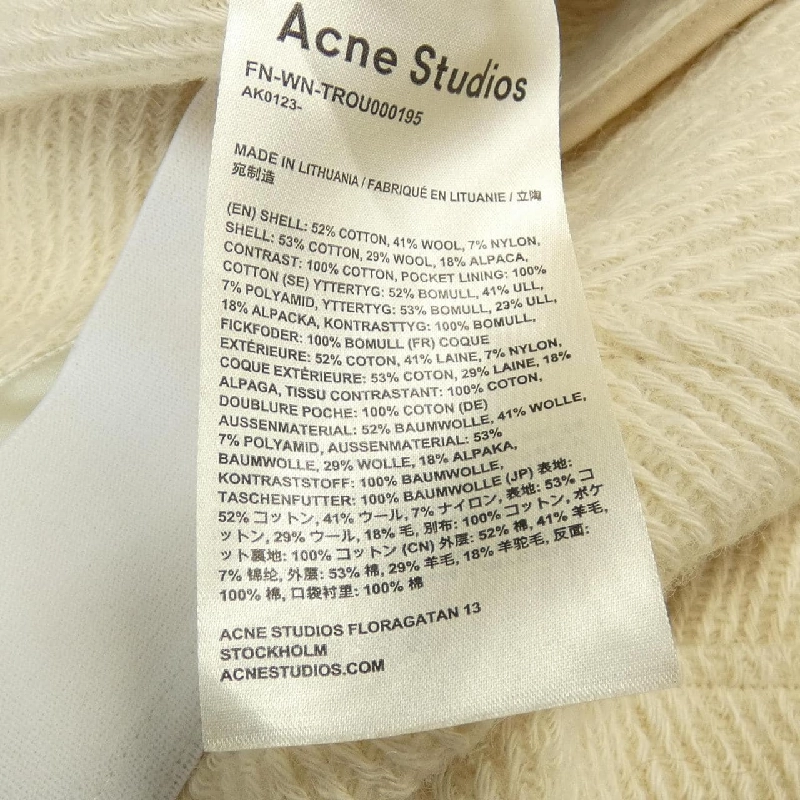 Acne Studios
FN-WN-TROU000195
AK0123-
MADE IN LITHUANIA / FABRIQUÉ EN LITUANIE / 立陶
宛制造
(EN) SHELL: 52% COTTON, 41% WOOL, 7% NYLON,
SHELL: 53% COTTON, 29% WOOL, 18% ALPACA,
CONTRAST: 100% COTTON, POCKET LINING: 100%
COTTON (SE) YTTERTYG: 52% BOMULL, 41% ULL,
7% POLYAMID, YTTERTYG: 53% BOMULL, 29% ULL,
18% ALPACKA, KONTRASTTYG: 100% BOMULL,
FICKFODER: 100% BOMULL (FR) COQUE
EXTÉRIEURE: 52% COTON, 41% LAINE, 7% NYLON,
COQUE EXTÉRIEURE: 53% COTON, 29% LAINE, 18%
ALPAGA, TISSU CONTRASTANT: 100% COTON,
DOUBLURE POCHE: 100% COTON (DE)
AUSSENMATERIAL: 52% BAUMWOLLE, 41% WOLLE,
7% POLYAMID, AUSSENMATERIAL: 53%
BAUMWOLLE, 29% WOLLE, 18% ALPAKA,
KONTRASTSTOFF: 100% BAUMWOLLE,
TASCHENFUTTER: 100% BAUMWOLLE (JP) 表地:
52% コットン, 41% ウール, 7% ナイロン, 表地: 53% コ
ットン, 29% ウール, 18% 毛, 別布: 100% コットン, ポケ
ット裏地: 100% コットン (CN) 外层: 52% 棉, 41% 羊毛,
7% 锦纶, 外层: 53% 棉, 29% 羊毛, 18% 羊驼毛, 反面:
100% 棉, 口袋衬里: 100% 棉
ACNE STUDIOS FLORAGATAN 13
STOCKHOLM
ACNESTUDIOS.COM